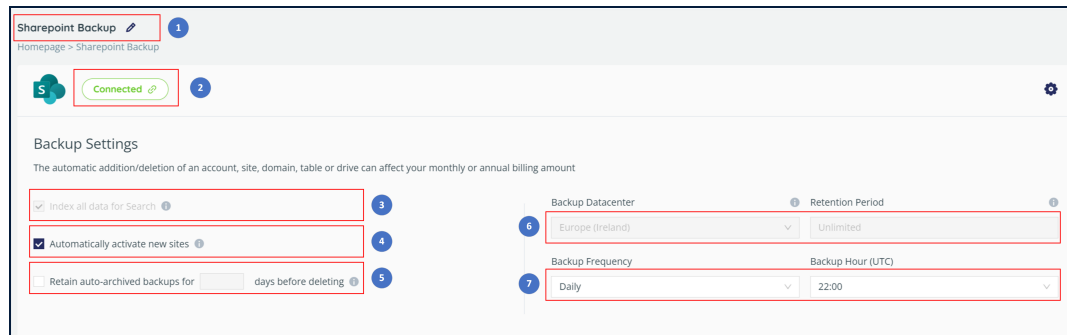 Sharepoint Backup
1
Homepage > Sharepoint Backup
S
Connected
2
Backup Settings
The automatic addition/deletion of an account, site, domain, table or drive can affect your monthly or annual billing amount
Index all data for Search
3
Automatically activate new sites
4
Retain auto-archived backups for days before deleting
5
Backup Datacenter
Retention Period
6
Europe (Ireland)
Unlimited
Backup Frequency
Backup Hour (UTC)
7
Daily
22:00